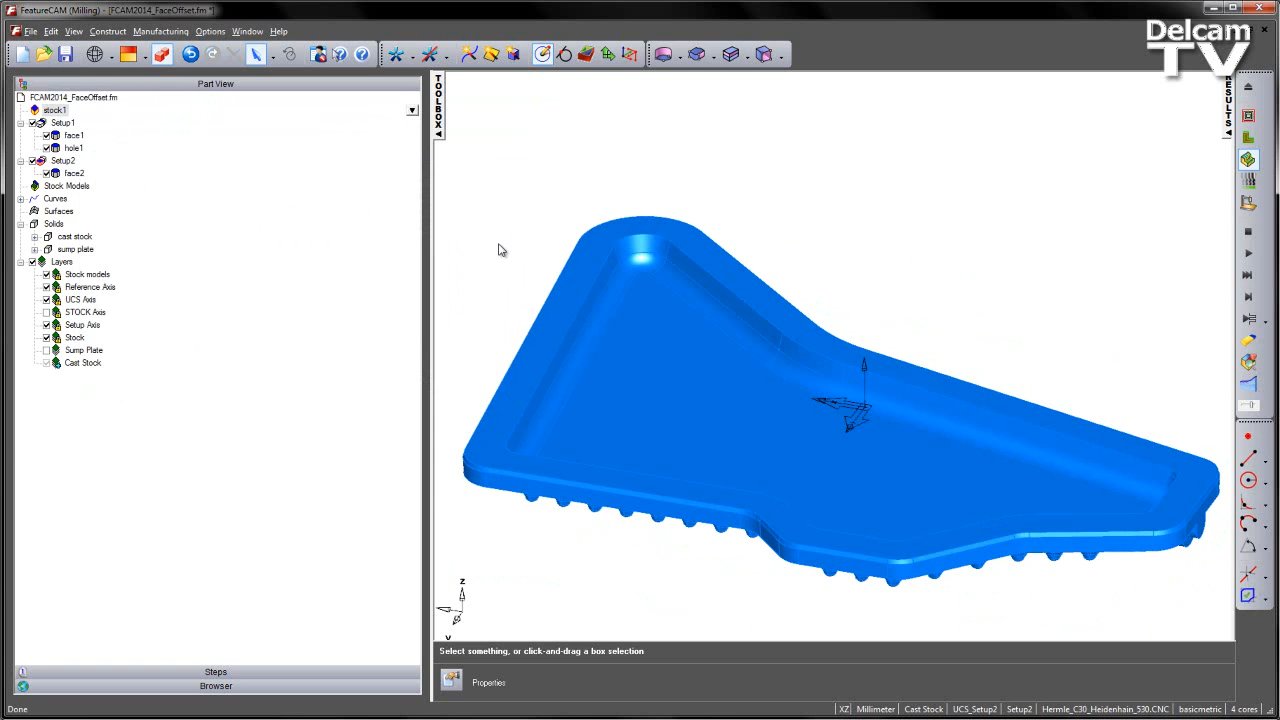 FeatureCAM (Milling) - [FCAM2014_FaceOffset.fm *]
File Edit View Construct Manufacturing Options Window Help
Delcam
TV
Part View
FCAM2014_FaceOffset.fm
stock1
Setup1
face1
hole1
Setup2
face2
Stock Models
Curves
Surfaces
Solids
cast stock
sump plate
Layers
Stock models
Reference Axis
UCS Axis
STOCK Axis
Setup Axis
Stock
Sump Plate
Cast Stock
Steps
Browser
TOOLBOX
RESULTS
Z
Select something, or click-and-drag a box selection
Properties
Done
XZ Millimeter Cast Stock UCS_Setup2 Setup2 Hermle_C30_Heidenhain_530.CNC basicmetric 4 cores